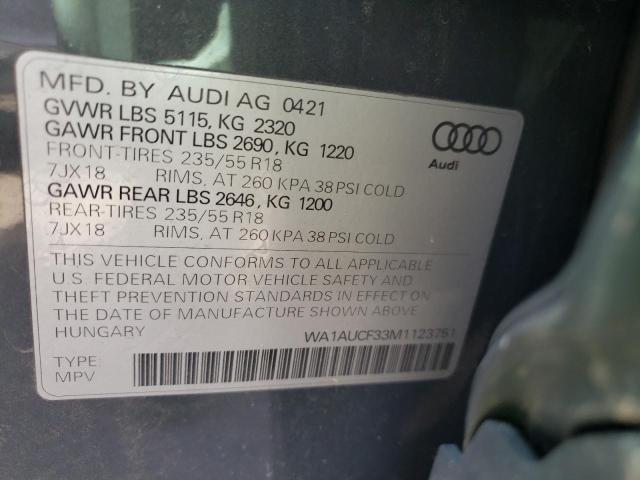 MFD. BY AUDI AG 0421
GVWR LBS 5115, KG 2320
GAWR FRONT LBS 2690, KG 1220
FRONT-TIRES 235/55 R18
7JX18 RIMS, AT 260 KPA 38 PSI COLD
GAWR REAR LBS 2646, KG 1200
REAR-TIRES 235/55 R18
7JX18 RIMS, AT 260 KPA 38 PSI COLD
Audi
THIS VEHICLE CONFORMS TO ALL APPLICABLE
U.S. FEDERAL MOTOR VEHICLE SAFETY AND
THEFT PREVENTION STANDARDS IN EFFECT ON
THE DATE OF MANUFACTURE SHOWN ABOVE
HUNGARY WA1AUCF33M1123751
TYPE:
MPV